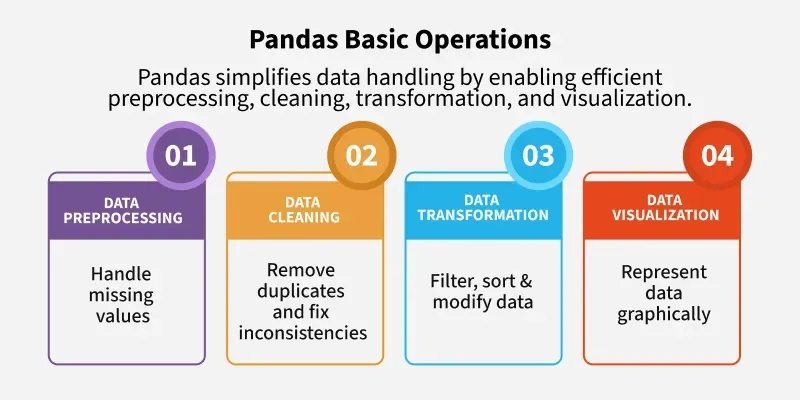 Pandas Basic Operations
Pandas simplifies data handling by enabling efficient
preprocessing, cleaning, transformation, and visualization.
01
DATA
PREPROCESSING
Handle
missing
values
02
DATA
CLEANING
Remove
duplicates
and fix
inconsistencies
03
DATA
TRANSFORMATION
Filter, sort &
modify data
04
DATA
VISUALIZATION
Represent
data
graphically